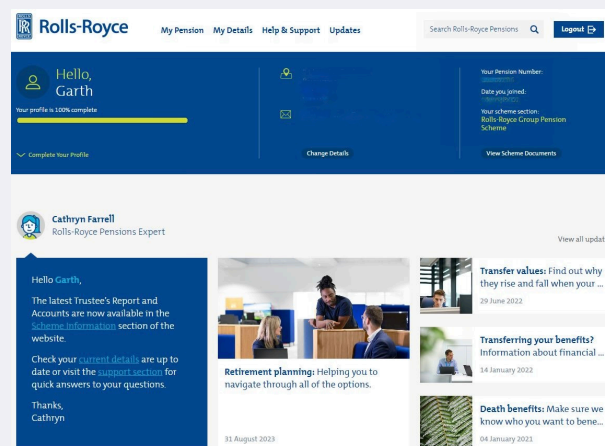 Rolls-Royce
My Pension My Details Help & Support Updates
Search Rolls-Royce Pensions
Logout
Hello,
Garth
Your profile is 100% complete
Complete Your Profile
Change Details
Your Pension Number:
Date you joined:
Your scheme section:
Rolls-Royce Group Pension
Scheme
View Scheme Documents
Cathryn Farrell
Rolls-Royce Pensions Expert
View all updat
Hello Garth,
The latest Trustee's Report and
Accounts are now available in the
Scheme Information section of the
website.
Check your current details are up to
date or visit the support section for
quick answers to your questions.
Thanks,
Cathryn
Retirement planning: Helping you to
navigate through all of the options.
31 August 2023
Transfer values: Find out why
they rise and fall when your ...
29 June 2022
Transferring your benefits?
Information about financial ...
14 January 2022
Death benefits: Make sure we
know who you want to bene...
04 January 2021